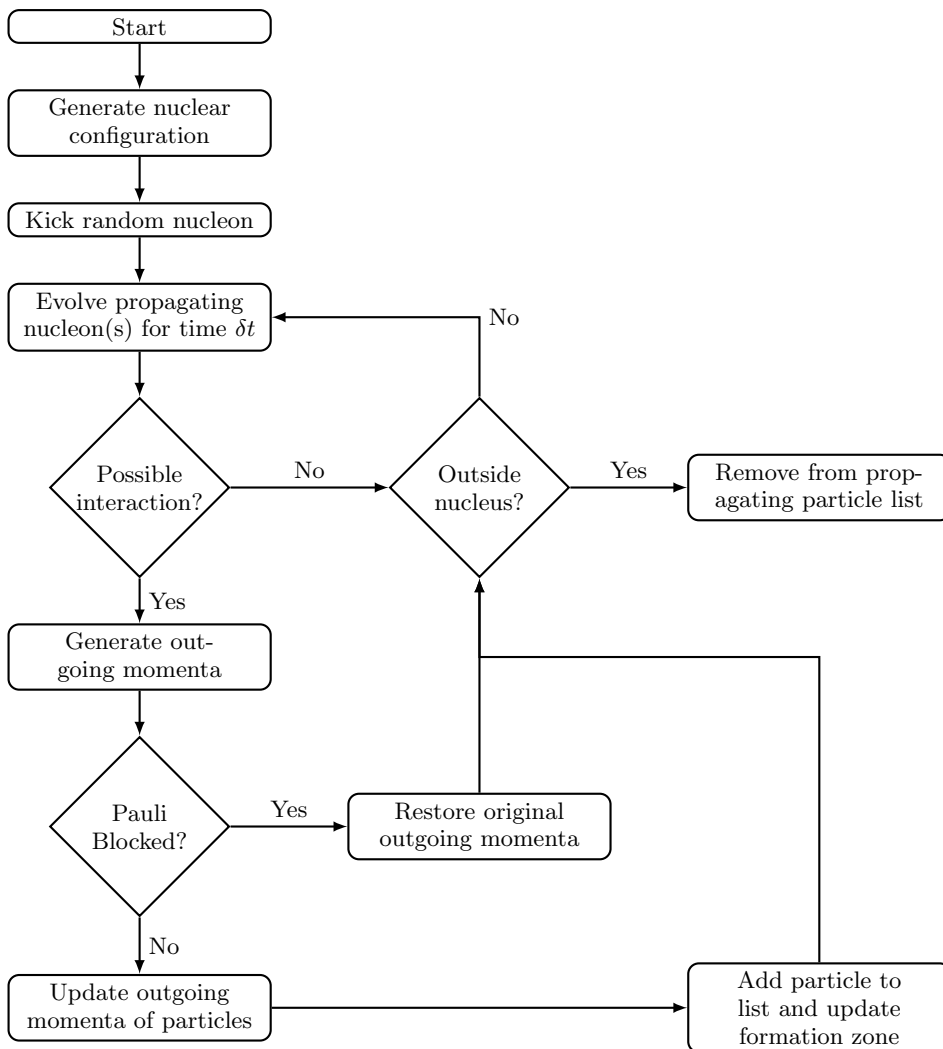 Start
Generate nuclear
configuration
Kick random nucleon
Evolve propagating
nucleon(s) for time δt
No
Possible
interaction?
No
Outside
nucleus?
Yes
Remove from prop-
agating particle list
Yes
Generate out-
going momenta
Pauli
Blocked?
Yes
Restore original
outgoing momenta
No
Update outgoing
momenta of particles
Add particle to
list and update
formation zone